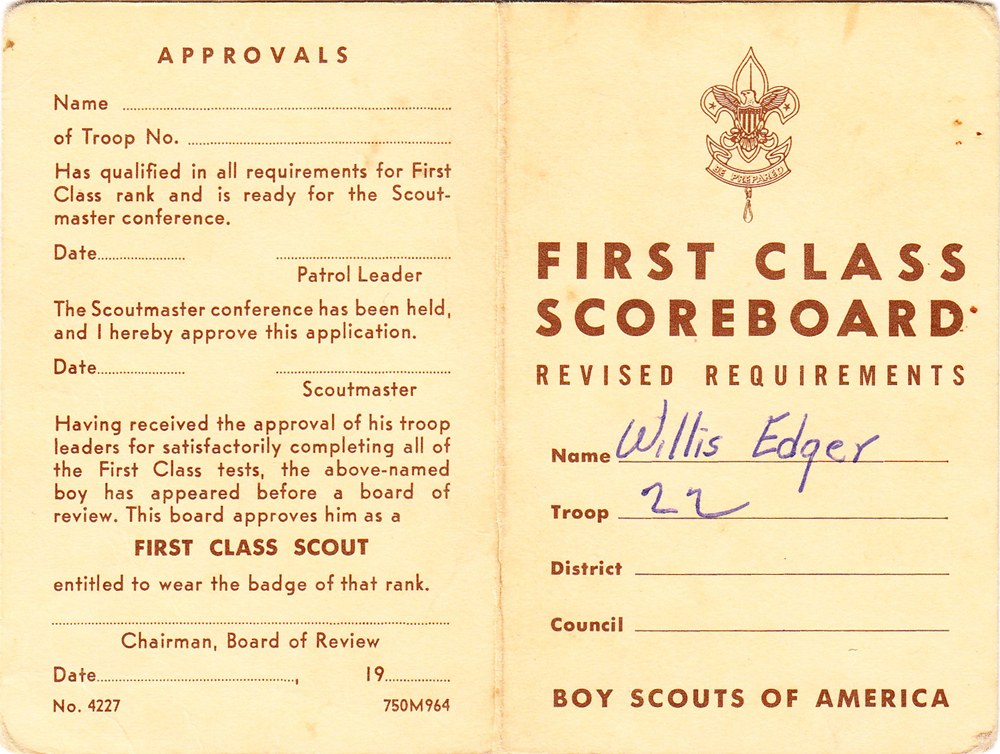 APPROVALS
Name
of Troop No.
Has qualified in all requirements for First
Class rank and is ready for the Scout-
master conference.
Date
Patrol Leader
The Scoutmaster conference has been held,
and I hereby approve this application.
Date
Scoutmaster
Having received the approval of his troop
leaders for satisfactorily completing all of
the First Class tests, the above-named
boy has appeared before a board of
review. This board approves him as a
FIRST CLASS SCOUT
entitled to wear the badge of that rank.
Chairman, Board of Review
Date, 19
No. 4227 750M964
BE PREPARED
FIRST CLASS
SCOREBOARD
REVISED REQUIREMENTS
Name Willis Edger
Troop 22
District
Council
BOY SCOUTS OF AMERICA